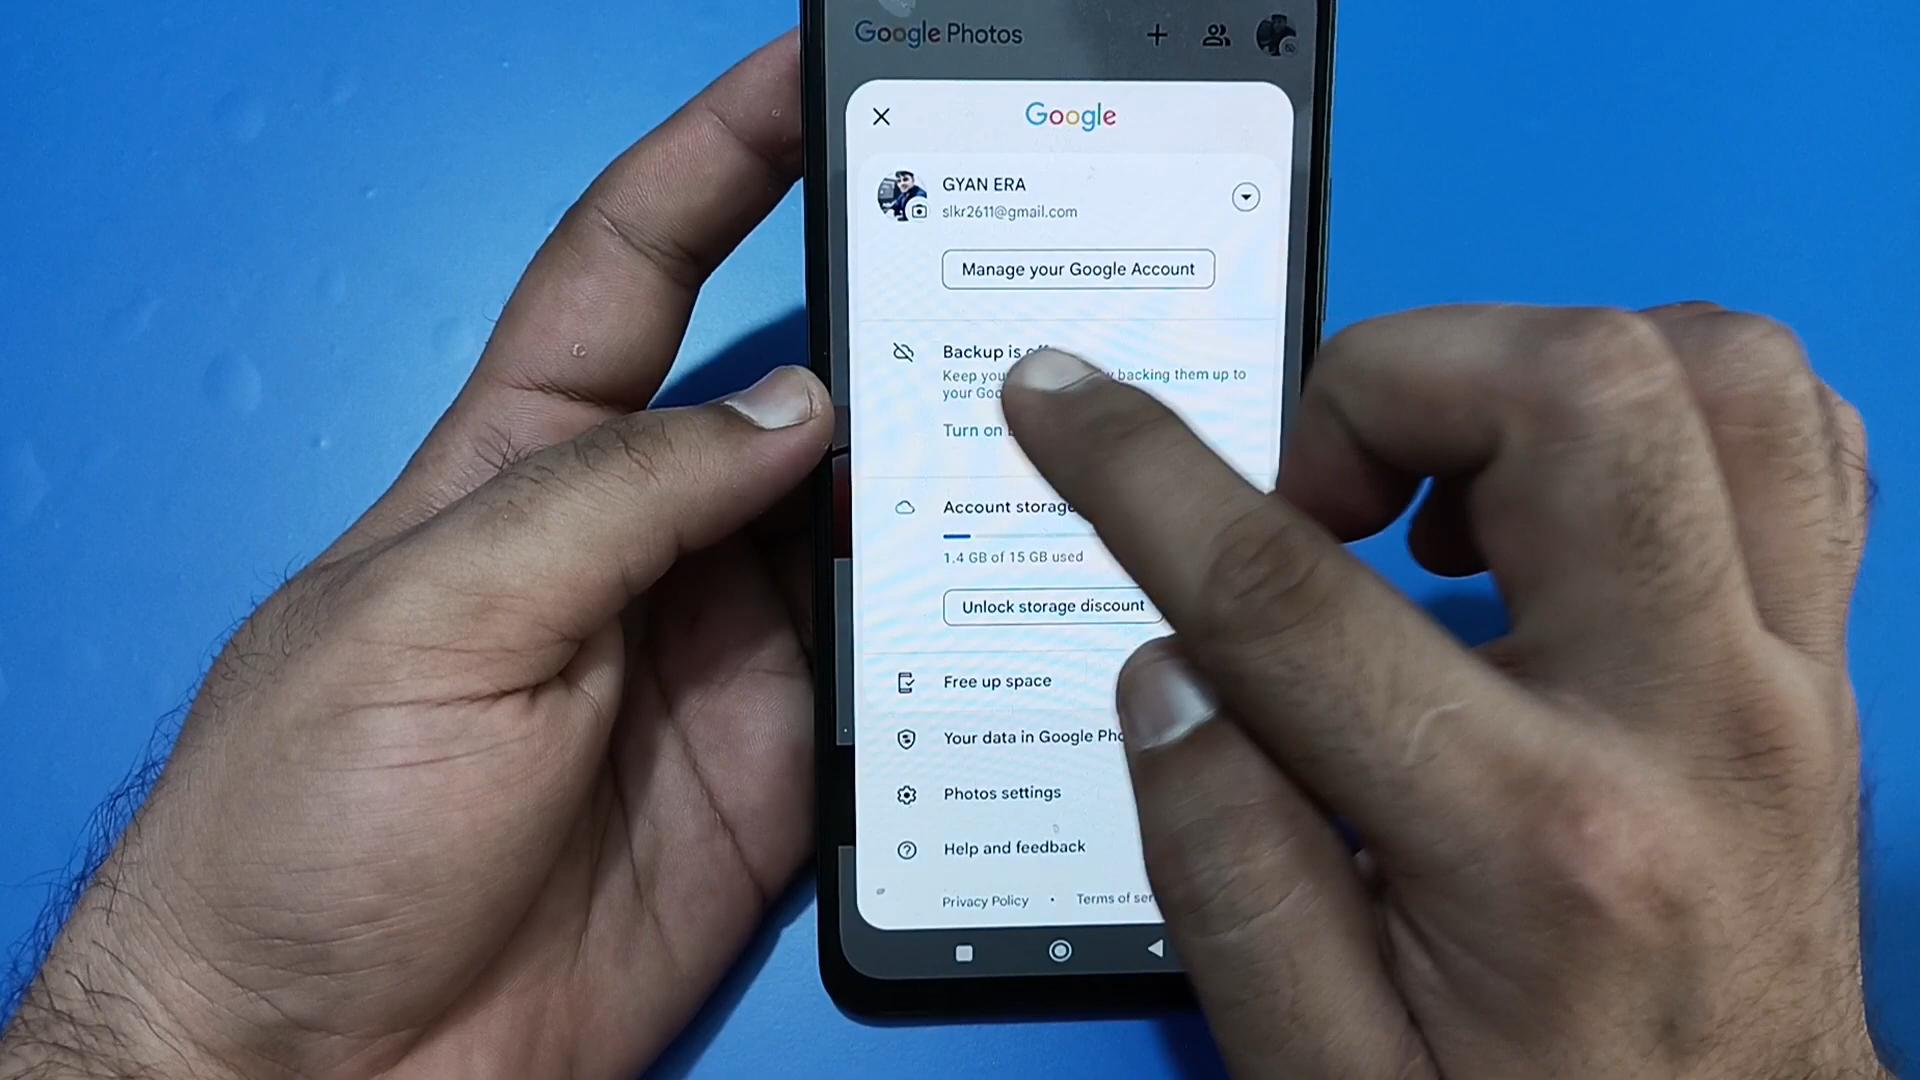 Google Photos
Google
GYAN ERA
slkr2611@gmail.com
Manage your Google Account
Backup is
Keep you backing them up to
your Goo
Turn on
Account storage
1.4 GB of 15 GB used
Unlock storage discount
Free up space
Your data in Google Pho
Photos settings
Help and feedback
Privacy Policy • Terms of ser